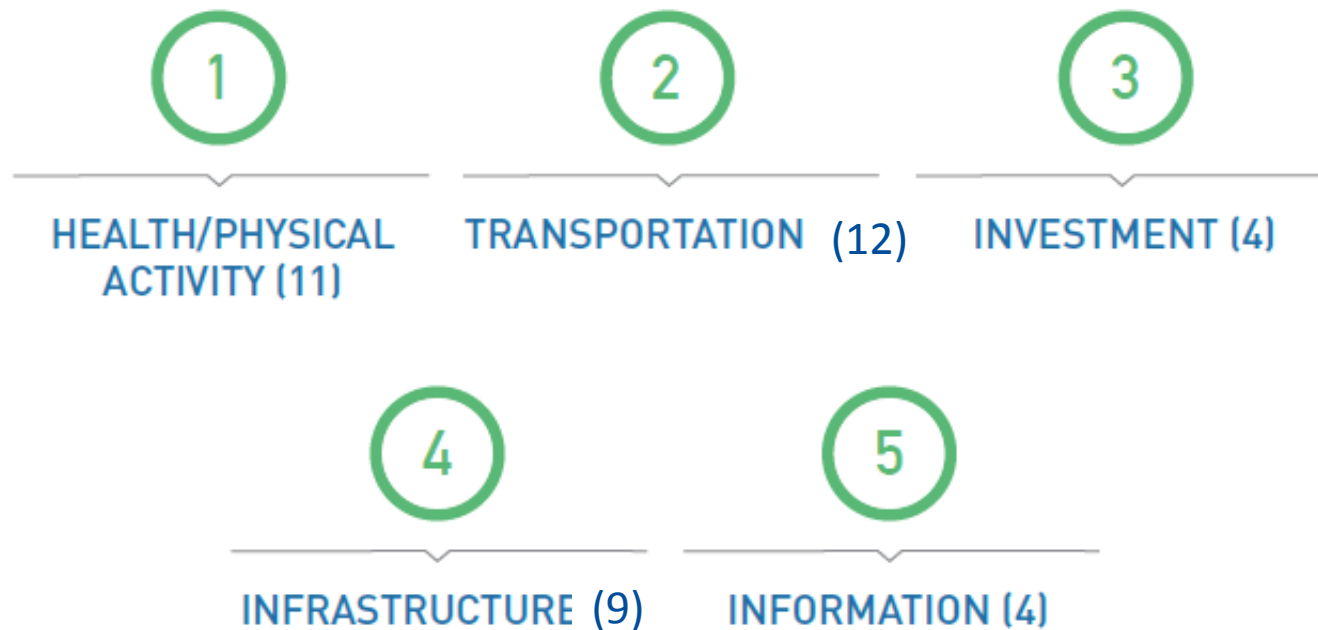 1
2
3
HEALTH/PHYSICAL
ACTIVITY (11)
TRANSPORTATION (12)
INVESTMENT (4)
4
5
INFRASTRUCTURE (9)
INFORMATION (4)